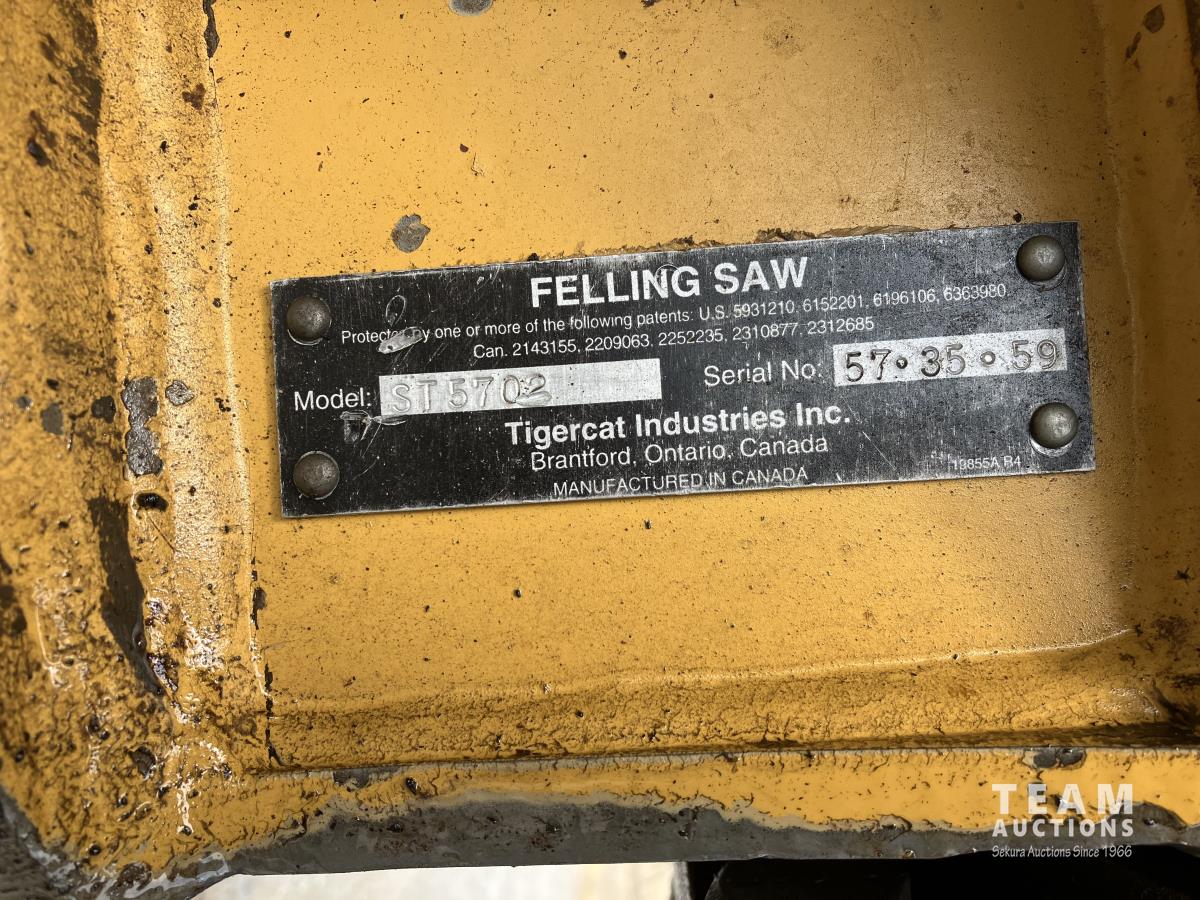 FELLING SAW
Protected by one or more of the following patents: U.S. 5931210, 6152201, 6196106, 6363980
Can. 2143155, 2209063, 2252235, 2310877, 2312685
Model: ST5702
Serial No: 57•35•59
Tigercat Industries Inc.
Brantford, Ontario, Canada
MANUFACTURED IN CANADA
19855A R4
TEAM
AUCTIONS
Sekura Auctions Since 1966